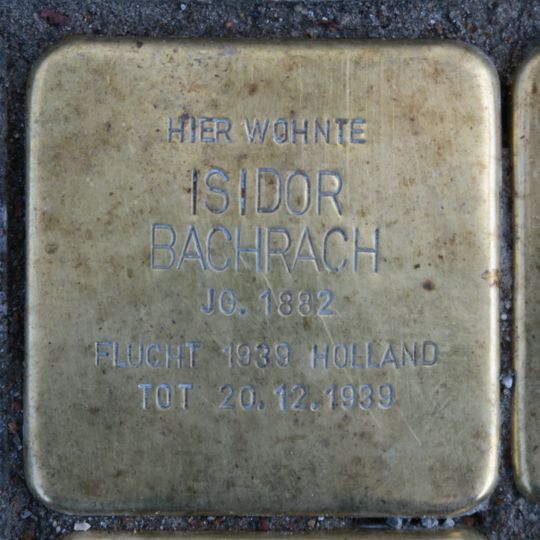 HIER WOHNTE
ISIDOR
BACHRACH
JG. 1882
FLUCHT 1939 HOLLAND
TOT 20.12.1939